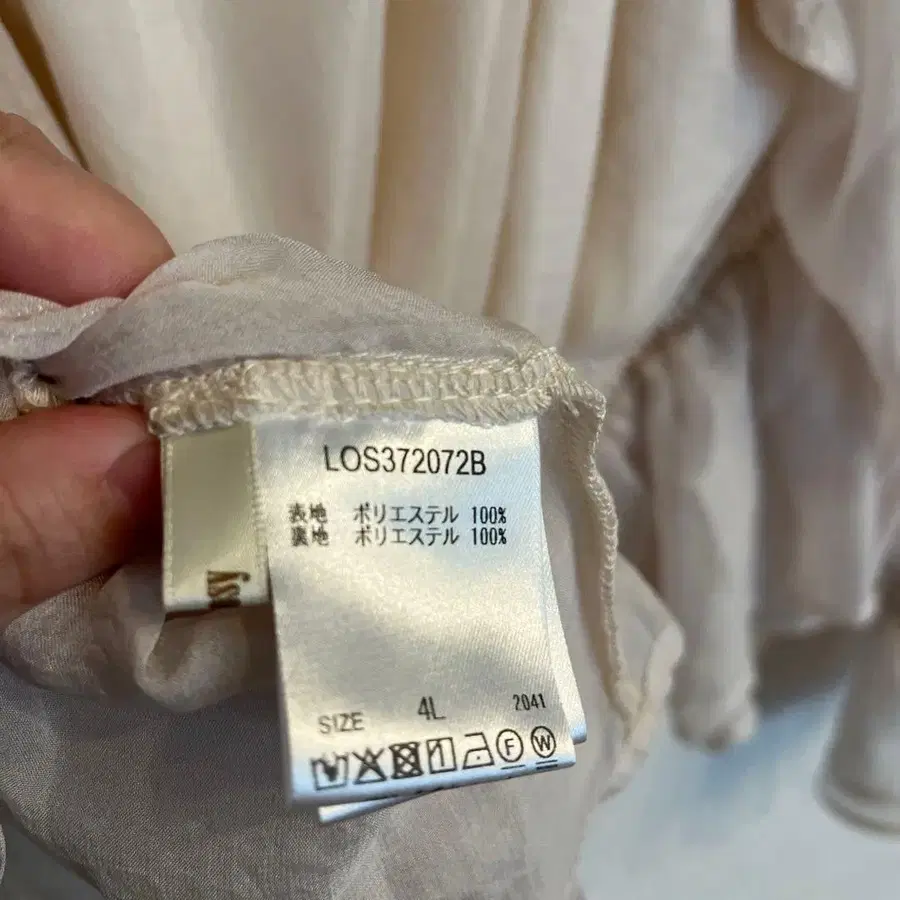 LOS372072B
表地 ポリエステル 100%
裏地 ポリエステル 100%
SIZE 4L 2041
F W